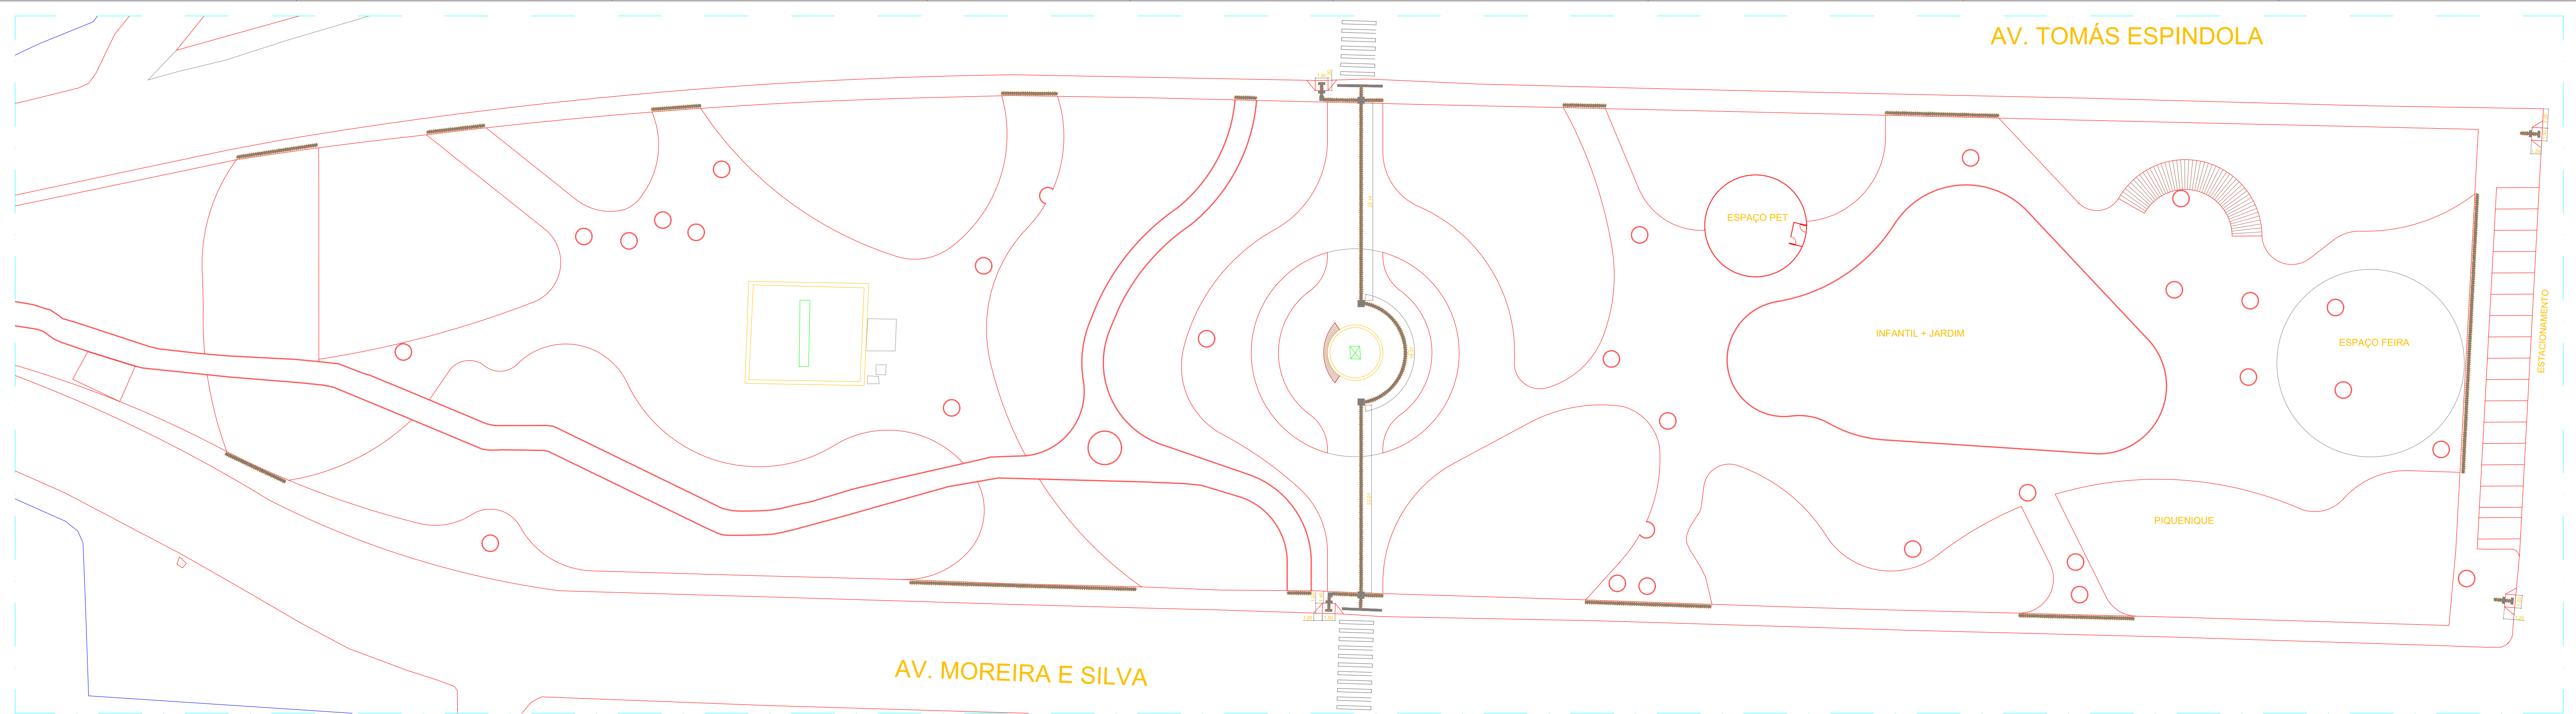 AV. TOMÁS ESPINDOLA
ESPAÇO PET
INFANTIL + JARDIM
ESPAÇO FEIRA
ESTACIONAMENTO
PIQUENIQUE
AV. MOREIRA E SILVA